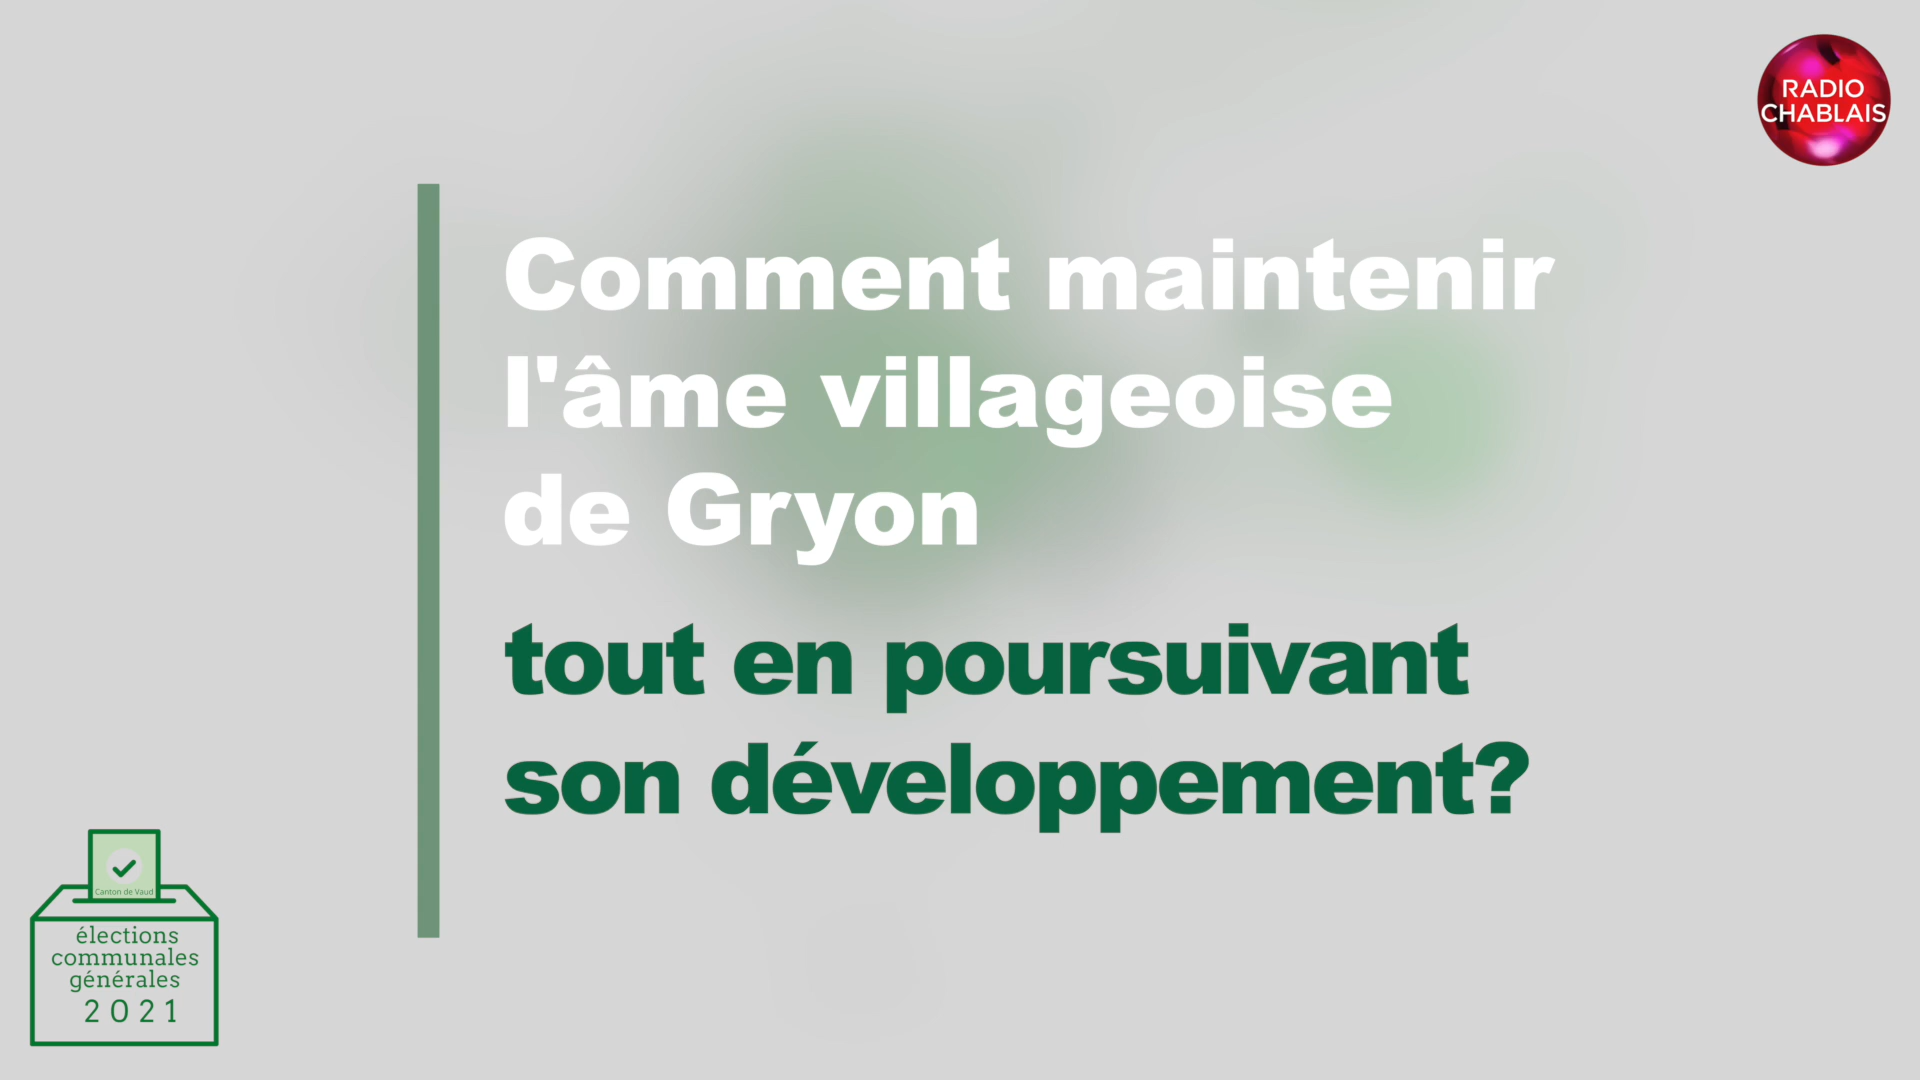 RADIO
CHABLAIS
Comment maintenir
l'âme villageoise
de Gryon
tout en poursuivant
son développement?
Canton de Vaud
élections
communales
générales
2021